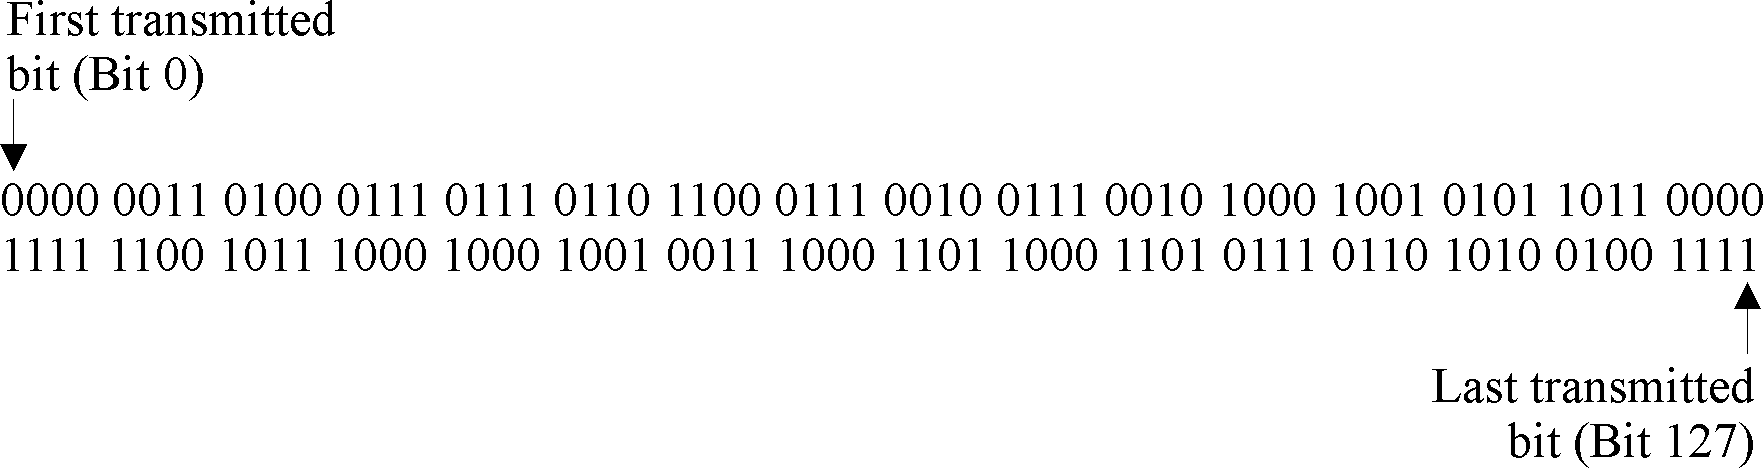 First transmitted
bit (Bit 0)
0000 0011 0100 0111 0111 0110 1100 0111 0010 0111 0010 1000 1001 0101 1011 0000
1111 1100 1011 1000 1000 1001 0011 1000 1101 1000 1101 0111 0110 1010 0100 1111
Last transmitted
bit (Bit 127)